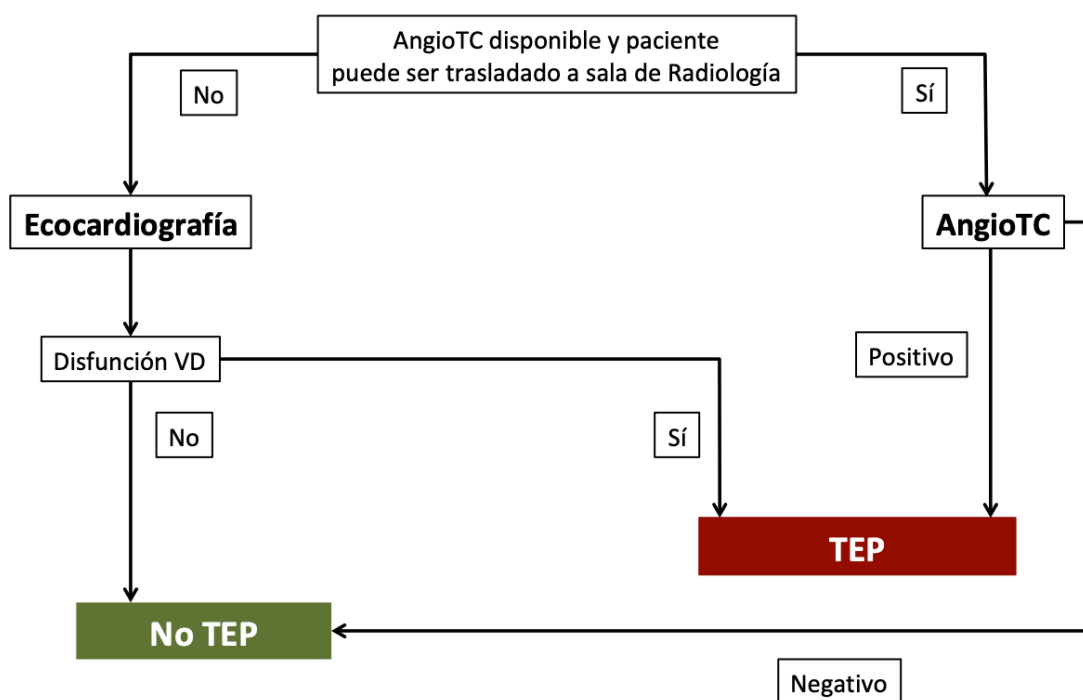 AngioTC disponible y paciente
puede ser trasladado a sala de Radiología
No
Sí
Ecocardiografía
AngioTC
Disfunción VD
Positivo
No
Sí
TEP
No TEP
Negativo